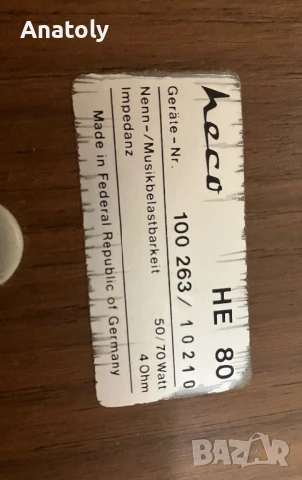 Anatoly
heco HE 80
Geräte-Nr. 100 263/ 10210
Nenn-/Musikbelastbarkeit 50/70 Watt
Impedanz 4 Ohm
Made in Federal Republic of Germany
BAZAR